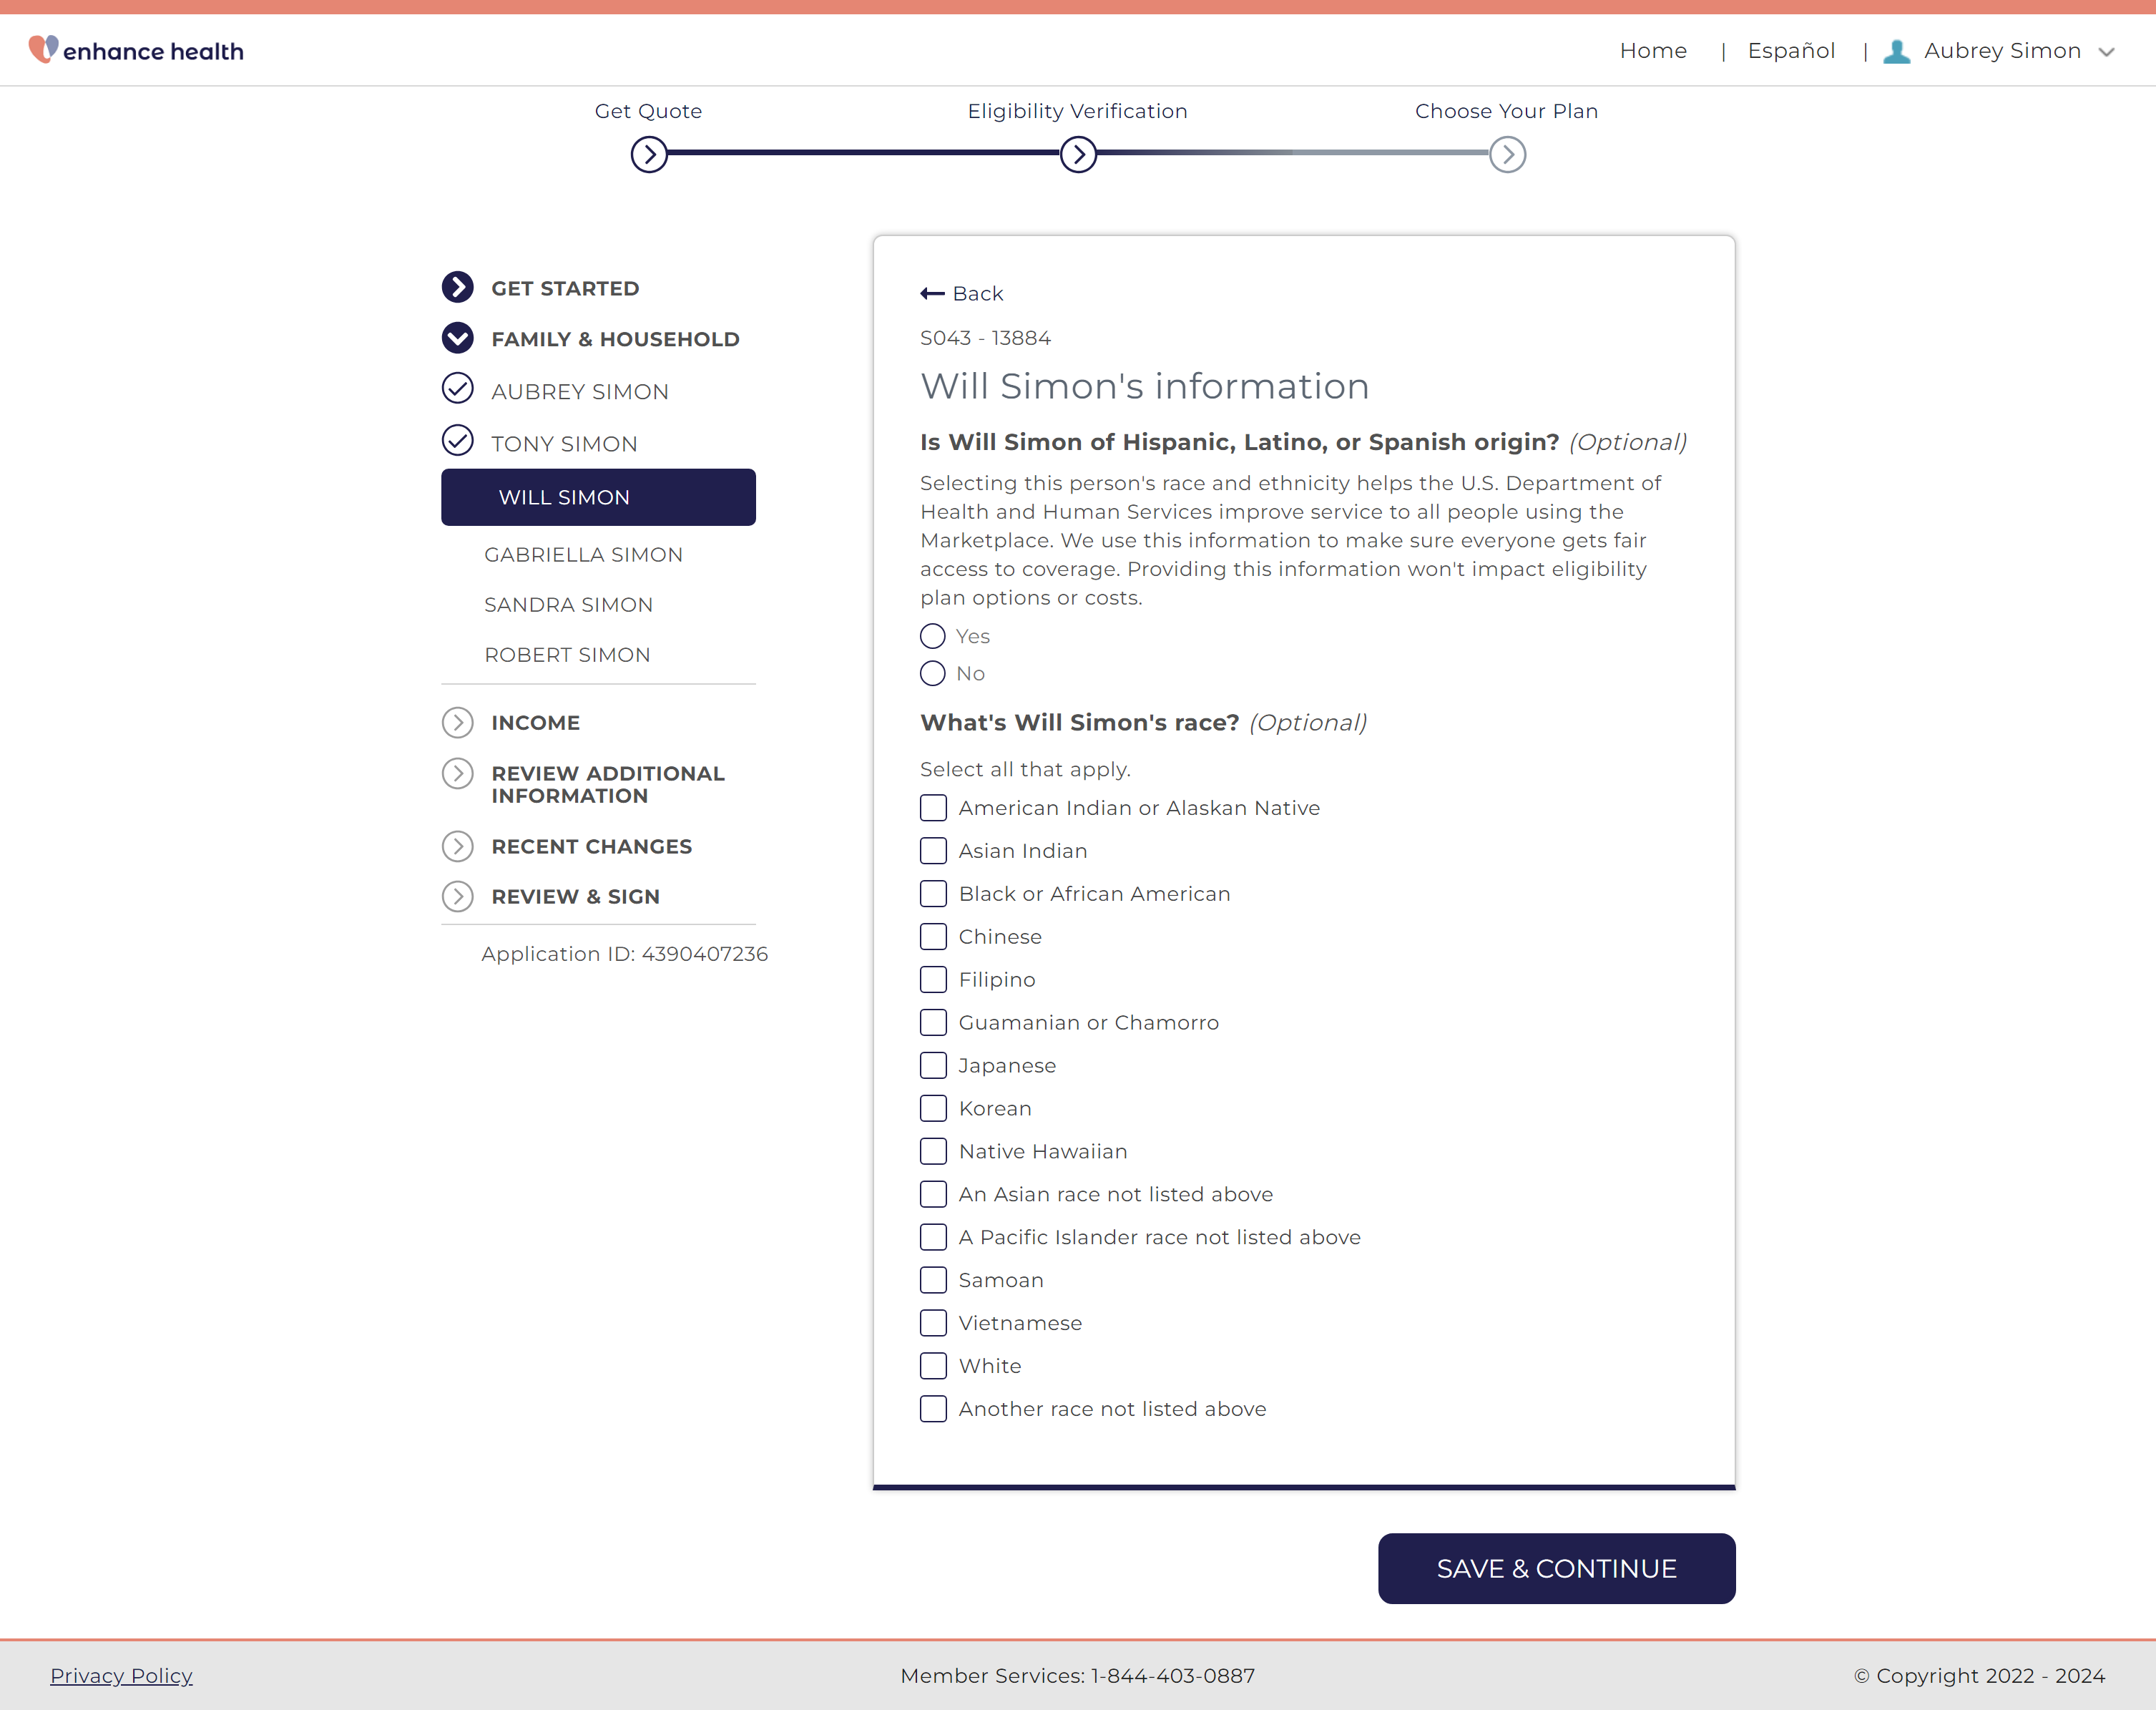 enhance health
Home | Español | Aubrey Simon
Get Quote
Eligibility Verification
Choose Your Plan
GET STARTED
FAMILY & HOUSEHOLD
AUBREY SIMON
TONY SIMON
WILL SIMON
GABRIELLA SIMON
SANDRA SIMON
ROBERT SIMON
INCOME
REVIEW ADDITIONAL
INFORMATION
RECENT CHANGES
REVIEW & SIGN
Application ID: 4390407236
Back
S043 - 13884
Will Simon's information
Is Will Simon of Hispanic, Latino, or Spanish origin? (Optional)
Selecting this person's race and ethnicity helps the U.S. Department of
Health and Human Services improve service to all people using the
Marketplace. We use this information to make sure everyone gets fair
access to coverage. Providing this information won't impact eligibility
plan options or costs.
Yes
No
What's Will Simon's race? (Optional)
Select all that apply.
American Indian or Alaskan Native
Asian Indian
Black or African American
Chinese
Filipino
Guamanian or Chamorro
Japanese
Korean
Native Hawaiian
An Asian race not listed above
A Pacific Islander race not listed above
Samoan
Vietnamese
White
Another race not listed above
SAVE & CONTINUE
Privacy Policy
Member Services: 1-844-403-0887
© Copyright 2022 - 2024